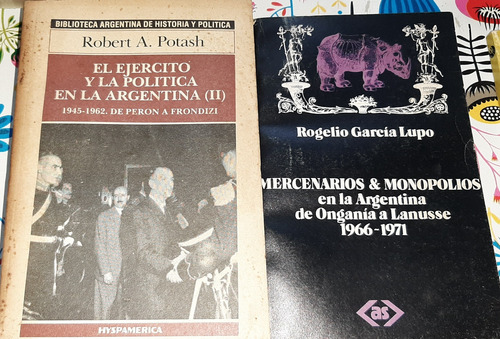 BIBLIOTECA ARGENTINA DE HISTORIA Y POLITICA
Robert A. Potash
EL EJERCITO
Y LA POLITICA
EN LA ARGENTINA (II)
1945-1962. DE PERON A FRONDIZI
HYSPAMERICA
Rogelio García Lupo
MERCENARIOS & MONOPOLIOS
en la Argentina
de Onganía a Lanusse
1966-1971
as